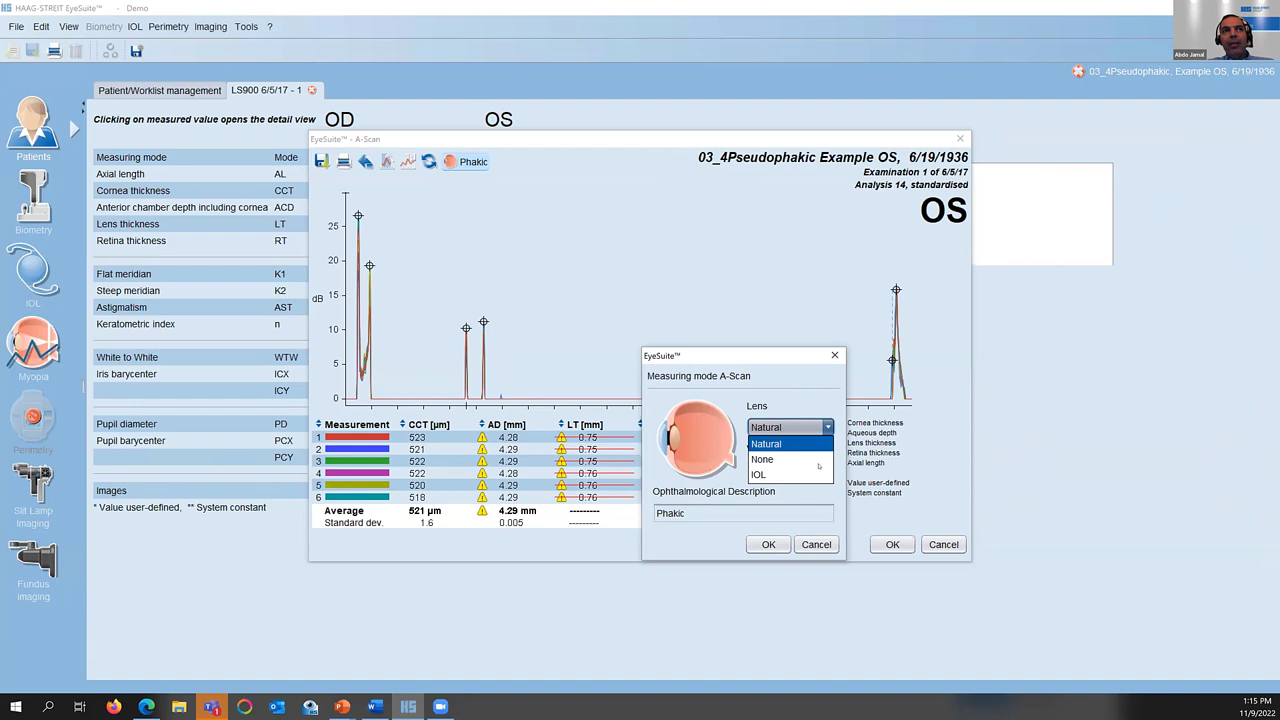 HAAG-STREIT EyeSuite™ - Demo
File Edit View Biometry IOL Perimetry Imaging Tools ?
Abdo Jamal
03_4Pseudophakic, Example OS, 6/19/1936
Patient/Worklist management LS900 6/5/17 - 1
Clicking on measured value opens the detail view OD OS
Patients
Biometry
IOL
Myopia
Perimetry
Slit Lamp
Imaging
Fundus
Imaging
Measuring mode Mode
Axial length AL
Cornea thickness CCT
Anterior chamber depth including cornea ACD
Lens thickness LT
Retina thickness RT
Flat meridian K1
Steep meridian K2
Astigmatism AST
Keratometric index n
White to White WTW
Iris barycenter ICX
ICY
Pupil diameter PD
Pupil barycenter PCX
PCY
Images
* Value user-defined, ** System constant
EyeSuite™ - A-Scan
Phakic
03_4Pseudophakic Example OS, 6/19/1936
Examination 1 of 6/5/17
Analysis 14, standardised
OS
25
20
dB 15
10
5
0
Measurement CCT [µm] AD [mm] LT [mm]
1 523 4.28 0.75
2 521 4.29 0.75
3 522 4.29 0.76
4 522 4.28 0.76
5 520 4.29 0.76
6 518 4.29 0.76
Average 521 µm 4.29 mm ---------
Standard dev. 1.6 0.005 ---------
Cornea thickness
Aqueous depth
Lens thickness
Retina thickness
Axial length
Value user-defined
System constant
OK Cancel
EyeSuite™
Measuring mode A-Scan
Lens
Natural
Natural
None
IOL
Ophthalmological Description
Phakic
OK Cancel
1:15 PM
11/9/2022